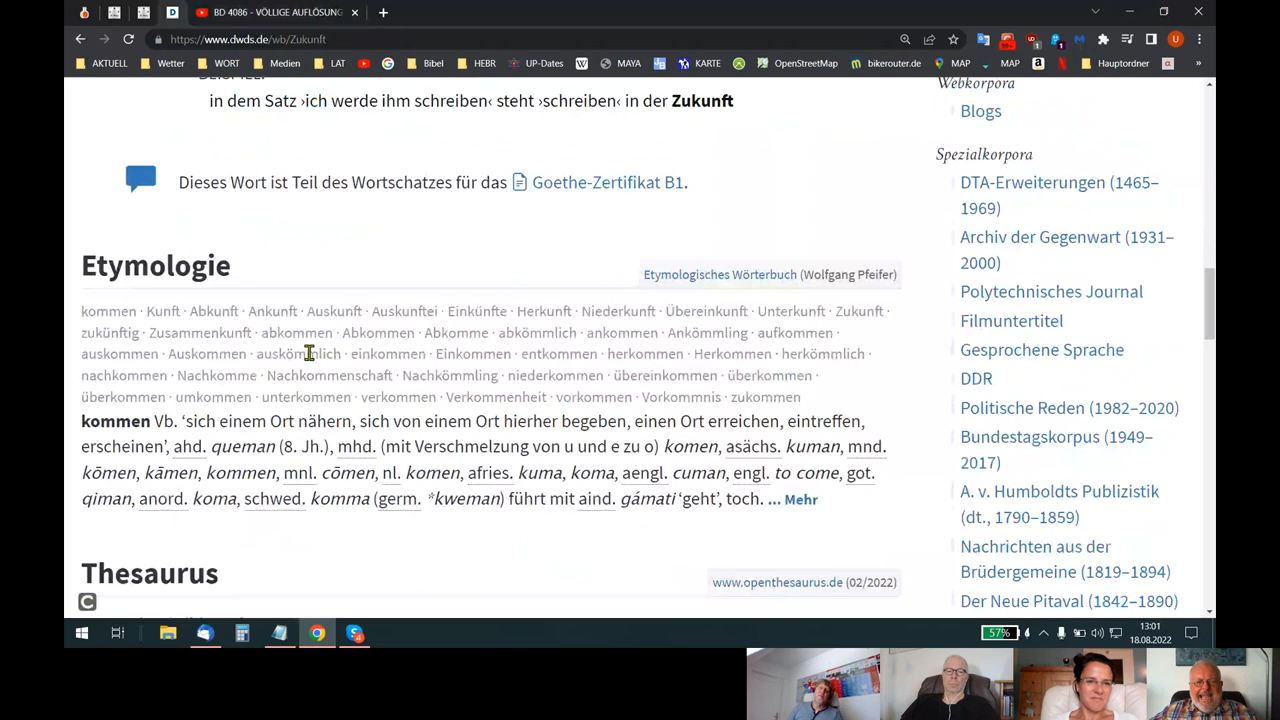 BD 4086 - VÖLLIGE AUFLÖSUNG
https://www.dwds.de/wb/Zukunft
AKTUELL Wetter WORT Medien LAT Bibel HEBR UP-Dates MAYA KARTE OpenStreetMap MAP bikerouter.de MAP Hauptordner
in dem Satz ›ich werde ihm schreiben‹ steht ›schreiben‹ in der Zukunft
Dieses Wort ist Teil des Wortschatzes für das Goethe-Zertifikat B1.
Etymologie
Etymologisches Wörterbuch (Wolfgang Pfeifer)
kommen · Kunft · Abkunft · Ankunft · Auskunft · Auskunftei · Einkünfte · Herkunft · Niederkunft · Übereinkunft · Unterkunft · Zukunft ·
zukünftig · Zusammenkunft · abkommen · Abkommen · Abkomme · abkömmlich · ankommen · Ankömmling · aufkommen ·
auskommen · Auskommen · auskömmlich · einkommen · Einkommen · entkommen · herkommen · Herkommen · herkömmlich ·
nachkommen · Nachkomme · Nachkommenschaft · Nachkömmling · niederkommen · übereinkommen · überkommen ·
überkommen · umkommen · unterkommen · verkommen · Verkommenheit · vorkommen · Vorkommnis · zukommen
kommen Vb. ‘sich einem Ort nähern, sich von einem Ort hierher begeben, einen Ort erreichen, eintreffen,
erscheinen’, ahd. queman (8. Jh.), mhd. (mit Verschmelzung von u und e zu o) komen, asächs. kuman, mnd.
kōmen, kāmen, kommen, mnl. cōmen, nl. komen, afries. kuma, koma, aengl. cuman, engl. to come, got.
qiman, anord. koma, schwed. komma (germ. *kweman) führt mit aind. gámati ‘geht’, toch. ... Mehr
Thesaurus
www.openthesaurus.de (02/2022)
Webkorpora
Blogs
Spezialkorpora
DTA-Erweiterungen (1465–
1969)
Archiv der Gegenwart (1931–
2000)
Polytechnisches Journal
Filmuntertitel
Gesprochene Sprache
DDR
Politische Reden (1982–2020)
Bundestagskorpus (1949–
2017)
A. v. Humboldts Publizistik
(dt., 1790–1859)
Nachrichten aus der
Brüdergemeine (1819–1894)
Der Neue Pitaval (1842–1890)
57%
13:01
18.08.2022